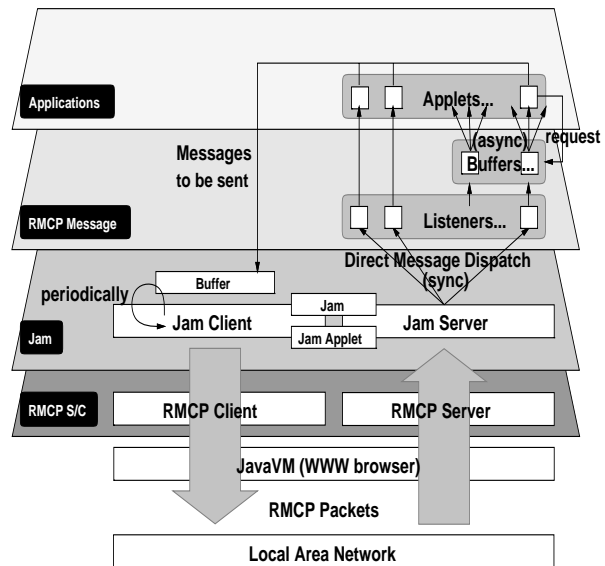 Applications
Applets...
(async)
request
Messages
to be sent
Buffers...
RMCP Message
Listeners...
Direct Message Dispatch
(sync)
Buffer
periodically
Jam
Jam Client
Jam Server
Jam
Jam Applet
RMCP S/C
RMCP Client
RMCP Server
JavaVM (WWW browser)
RMCP Packets
Local Area Network